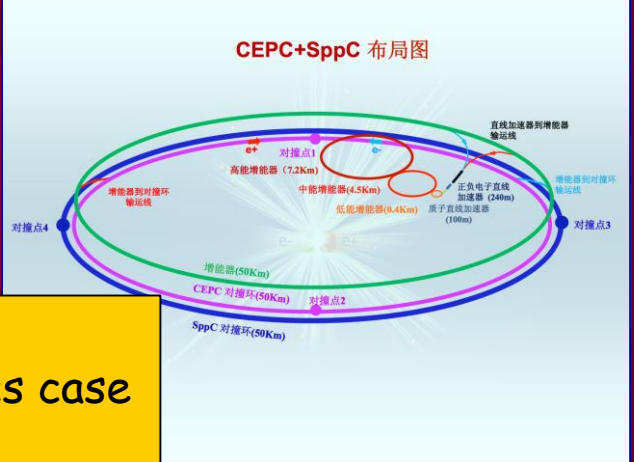 CEPC+SppC 布局图
直线加速器到增能器
输运线
e+
对撞点1
e-
高能增能器（7.2Km）
中能增能器(4.5Km)
正负电子直线
加速器 (240m)
增能器到对撞环
输运线
增能器到对撞环
输运线
低能增能器(0.4Km)
质子直线加速器
(100m)
对撞点4
对撞点3
e-
e+
增能器(50Km)
CEPC 对撞环(50Km)
对撞点2
SppC 对撞环(50Km)
s case